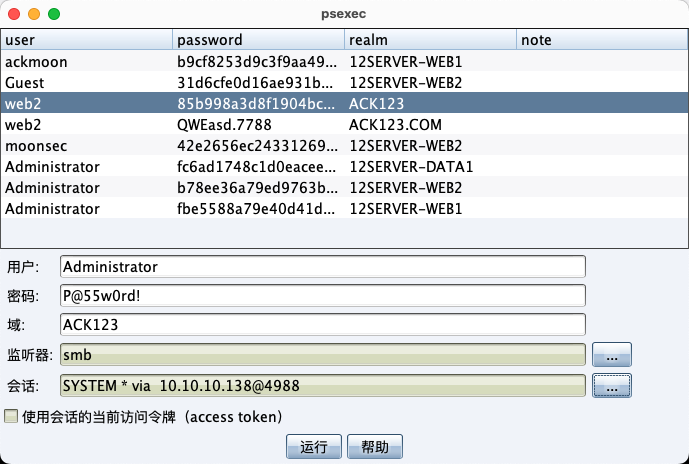 psexec
user password realm note
ackmoon b9cf8253d9c3f9aa49... 12SERVER-WEB1
Guest 31d6cfe0d16ae931b... 12SERVER-WEB2
web2 85b998a3d8f1904bc... ACK123
web2 QWEasd.7788 ACK123.COM
moonsec 42e2656ec24331269... 12SERVER-WEB2
Administrator fc6ad1748c1d0eacee... 12SERVER-DATA1
Administrator b78ee36a79ed9763b... 12SERVER-WEB2
Administrator fbe5588a79e40d41d... 12SERVER-WEB1
用户: Administrator
密码: P@55w0rd!
域: ACK123
监听器: smb ...
会话: SYSTEM * via 10.10.10.138@4988 ...
使用会话的当前访问令牌（access token）
运行 帮助